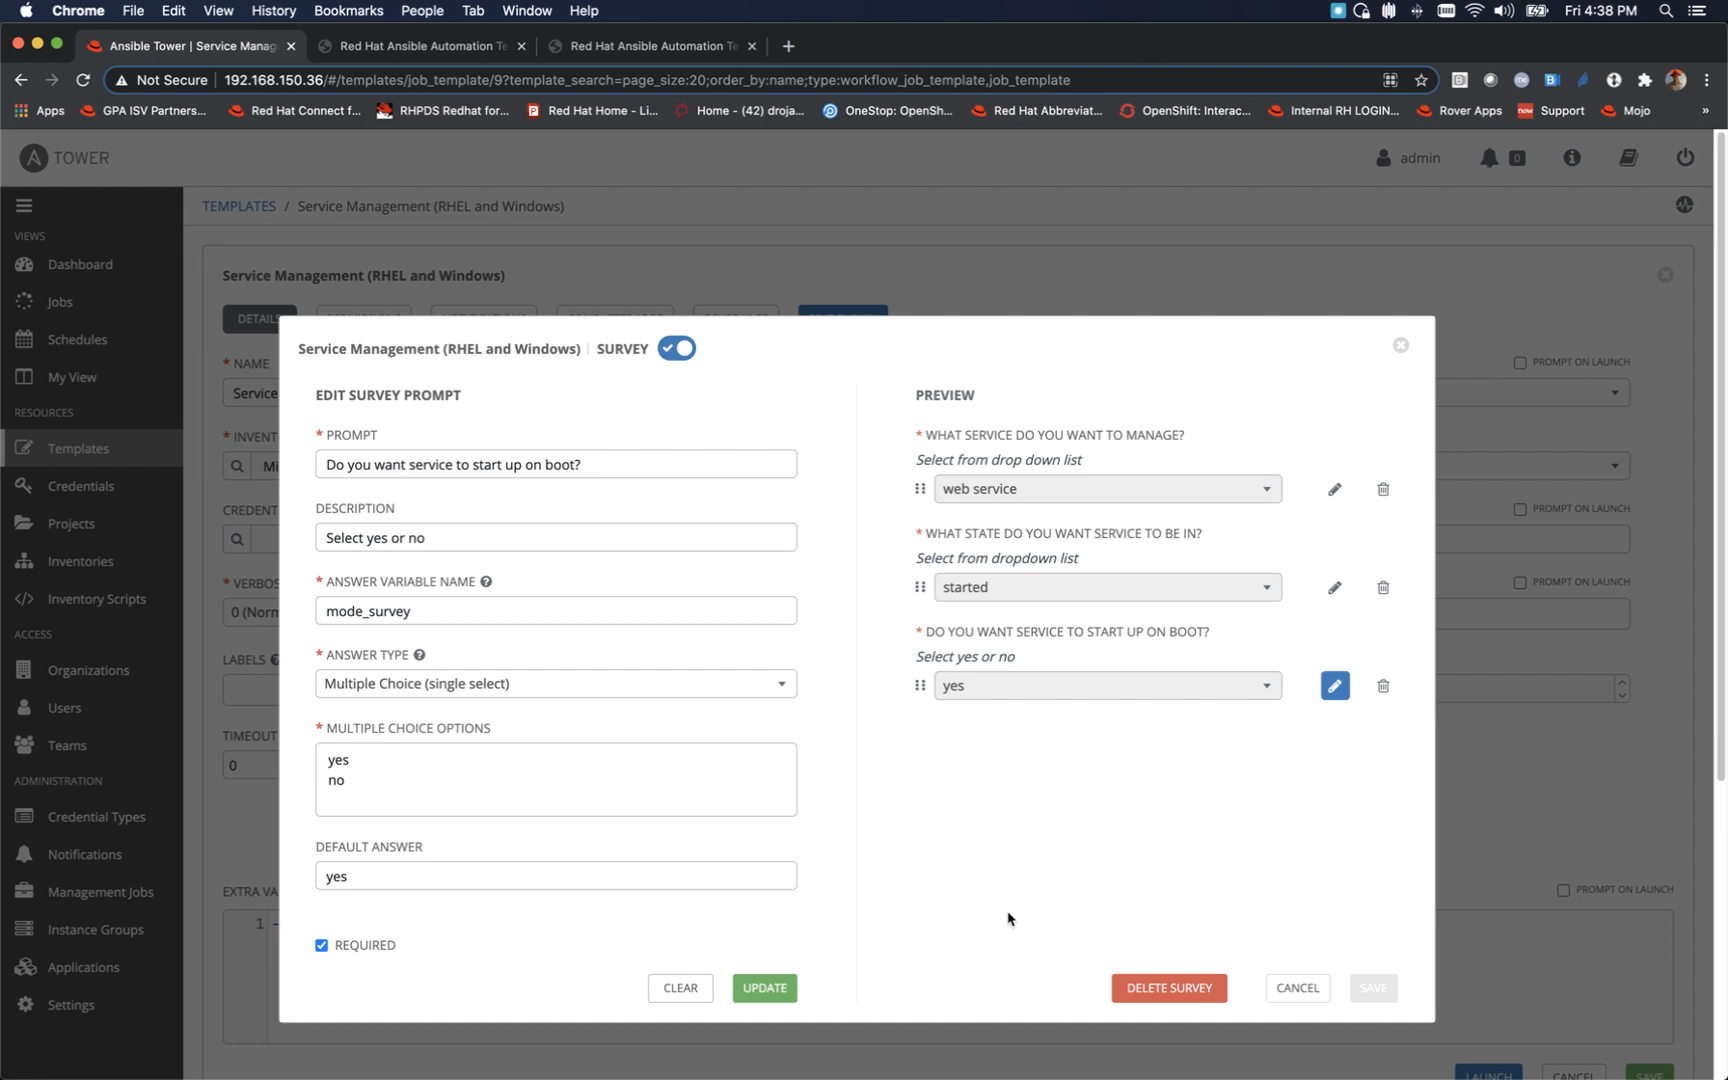 Chrome File Edit View History Bookmarks People Tab Window Help Fri 4:38 PM
Ansible Tower | Service Manag Red Hat Ansible Automation Te Red Hat Ansible Automation Te
Not Secure 192.168.150.36/#/templates/job_template/9?template_search=page_size:20;order_by:name;type:workflow_job_template,job_template
Apps GPA ISV Partners... Red Hat Connect f... RHPDS Redhat for... Red Hat Home - Li... Home - (42) droja... OneStop: OpenSh... Red Hat Abbreviat... OpenShift: Interac... Internal RH LOGIN... Rover Apps now Support Mojo »
A TOWER admin 0
TEMPLATES / Service Management (RHEL and Windows)
VIEWS
Dashboard
Jobs
Schedules
My View
RESOURCES
Templates
Credentials
Projects
Inventories
Inventory Scripts
ACCESS
Organizations
Users
Teams
ADMINISTRATION
Credential Types
Notifications
Management Jobs
Instance Groups
Applications
Settings
Service Management (RHEL and Windows)
DETAILS
* NAME
Service
* INVENT
Mi
CREDENT
* VERBOS
0 (Norm
LABELS
TIMEOUT
0
EXTRA VA
1 -
PROMPT ON LAUNCH
PROMPT ON LAUNCH
PROMPT ON LAUNCH
PROMPT ON LAUNCH
Service Management (RHEL and Windows) | SURVEY
EDIT SURVEY PROMPT
* PROMPT
Do you want service to start up on boot?
DESCRIPTION
Select yes or no
* ANSWER VARIABLE NAME
mode_survey
* ANSWER TYPE
Multiple Choice (single select)
* MULTIPLE CHOICE OPTIONS
yes
no
DEFAULT ANSWER
yes
REQUIRED
CLEAR UPDATE
PREVIEW
* WHAT SERVICE DO YOU WANT TO MANAGE?
Select from drop down list
web service
* WHAT STATE DO YOU WANT SERVICE TO BE IN?
Select from dropdown list
started
* DO YOU WANT SERVICE TO START UP ON BOOT?
Select yes or no
yes
DELETE SURVEY CANCEL SAVE
LAUNCH CANCEL SAVE